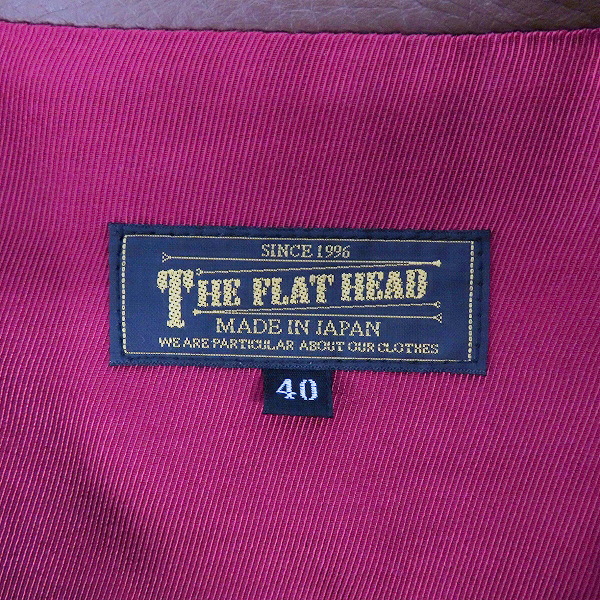 SINCE 1996
THE FLAT HEAD
MADE IN JAPAN
WE ARE PARTICULAR ABOUT OUR CLOTHES
40